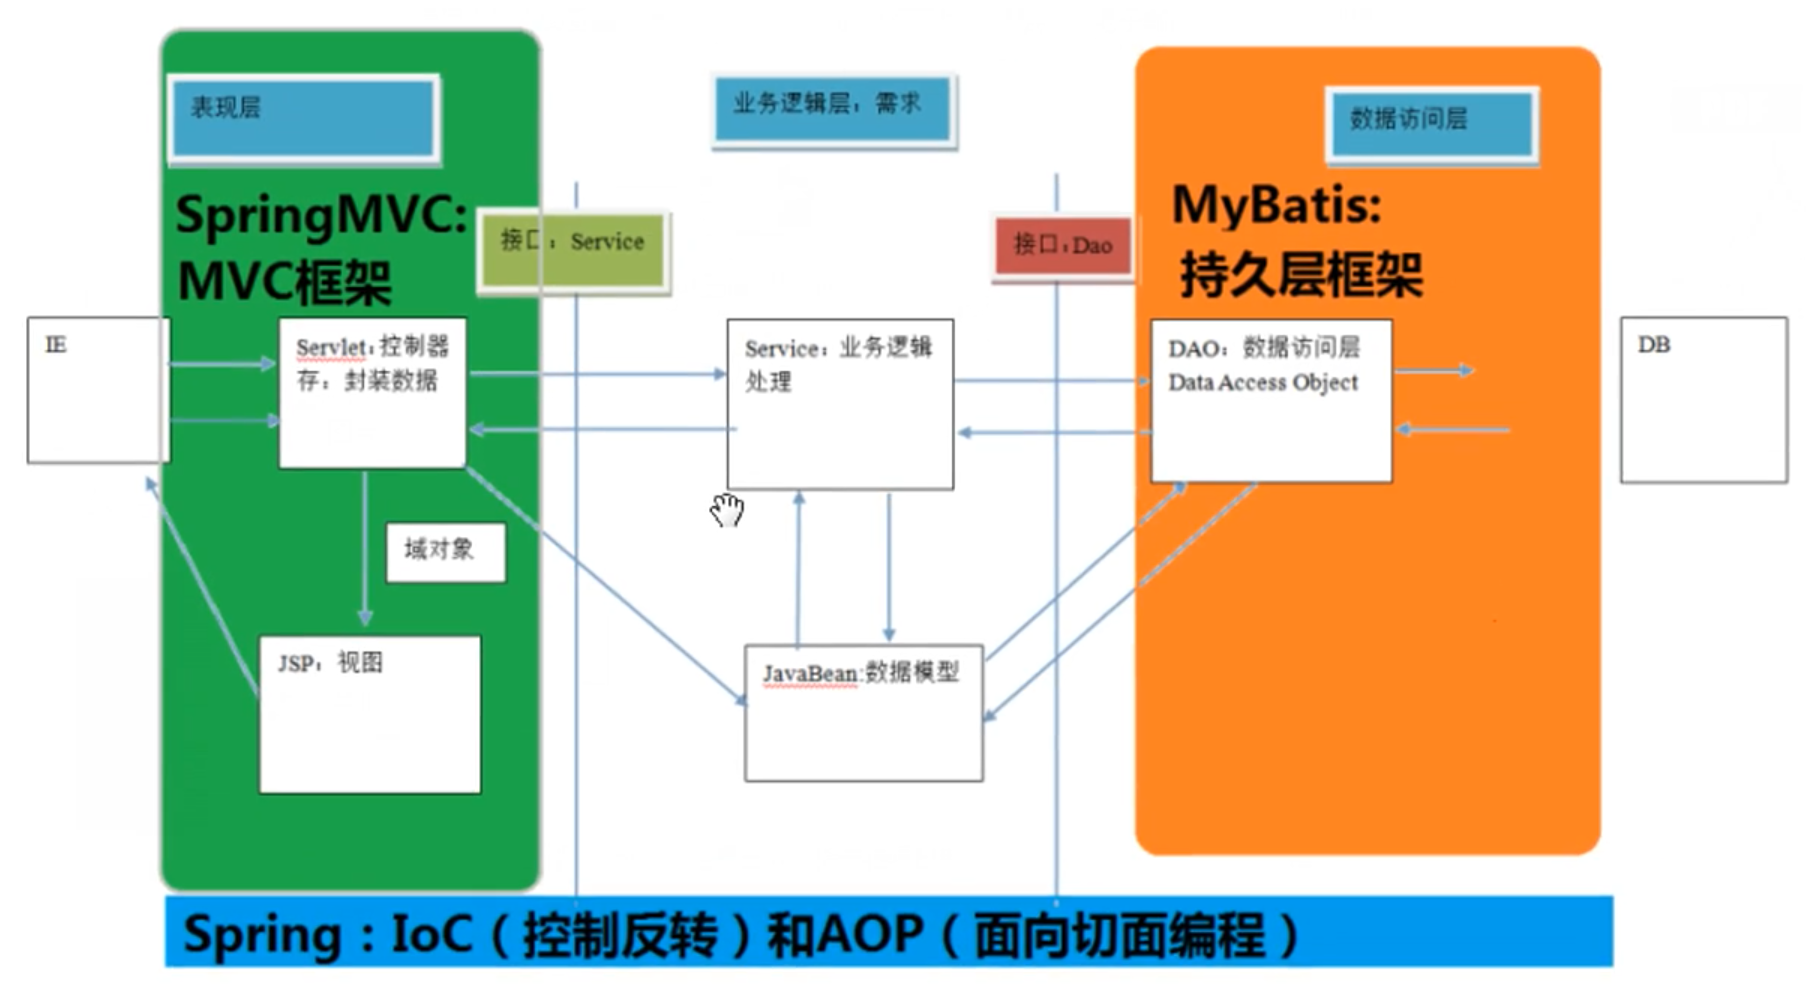 表现层
业务逻辑层：需求
数据访问层
SpringMVC:
MVC框架
接口：Service
接口：Dao
MyBatis:
持久层框架
IE
Servlet：控制器
存：封装数据
Service：业务逻辑
处理
DAO：数据访问层
Data Access Object
DB
域对象
JSP：视图
JavaBean:数据模型
Spring：IoC（控制反转）和AOP（面向切面编程）